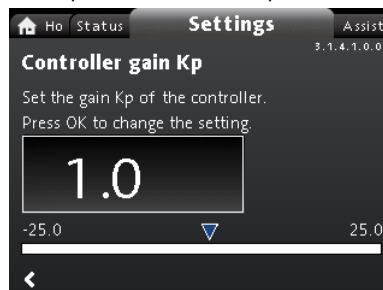 Ho Status Settings Assist
3.1.4.1.0.0
Controller gain Kp
Set the gain Kp of the controller.
Press OK to change the setting.
1.0
-25.0 25.0